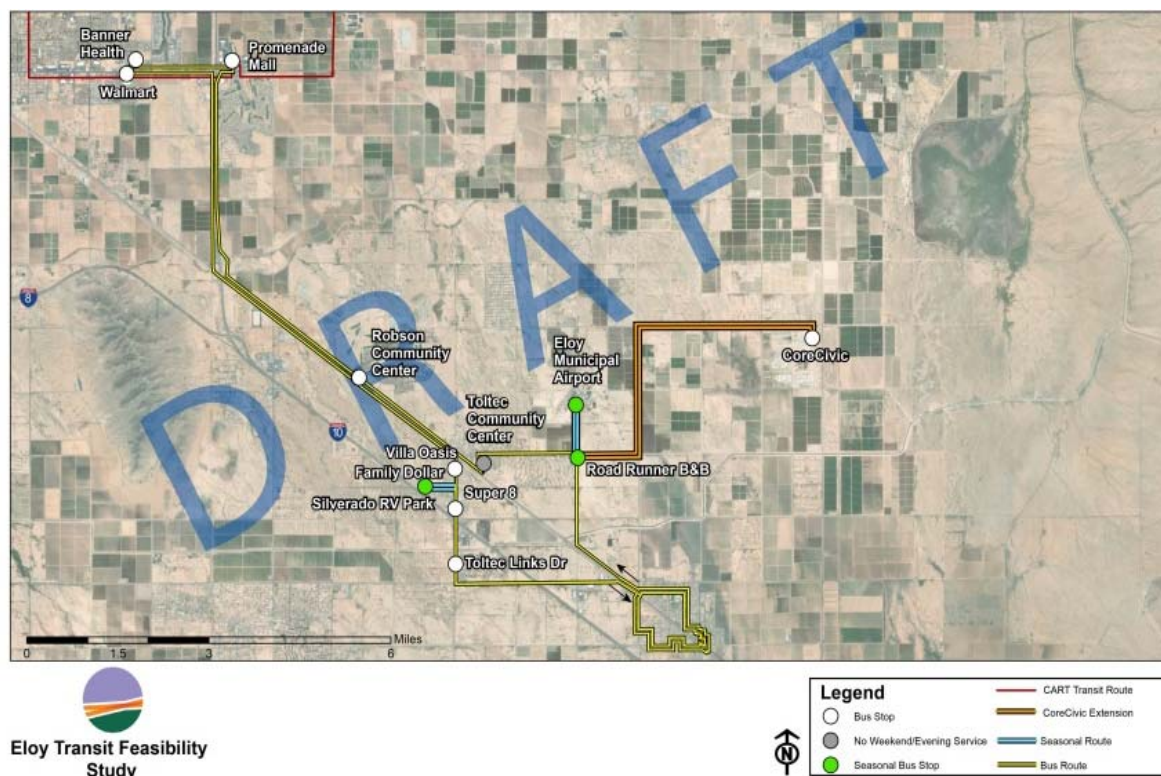 Banner
Health
Promenade
Mall
Walmart
DRAFT
8
Robson
Community
Center
Eloy
Municipal
Airport
CoreCivic
10
Toltec
Community
Center
Villa Oasis
Family Dollar
Road Runner B&B
Silverado RV Park
Super 8
Toltec Links Dr
Miles
0 1.5 3 6
Eloy Transit Feasibility
Study
N
Legend
Bus Stop
No Weekend/Evening Service
Seasonal Bus Stop
CART Transit Route
CoreCivic Extension
Seasonal Route
Bus Route